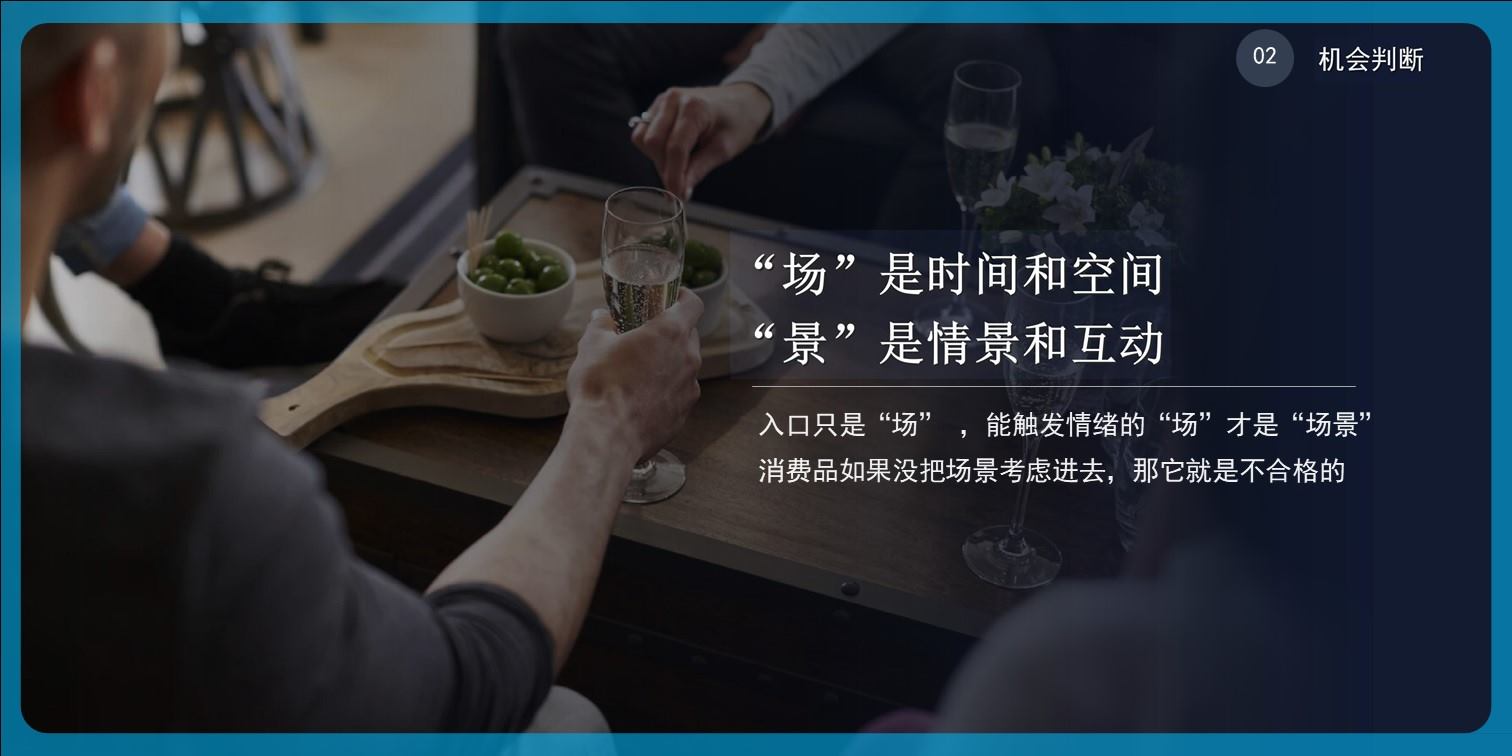 02 机会判断
“场”是时间和空间
“景”是情景和互动
入口只是“场”，能触发情绪的“场”才是“场景”
消费品如果没把场景考虑进去，那它就是不合格的